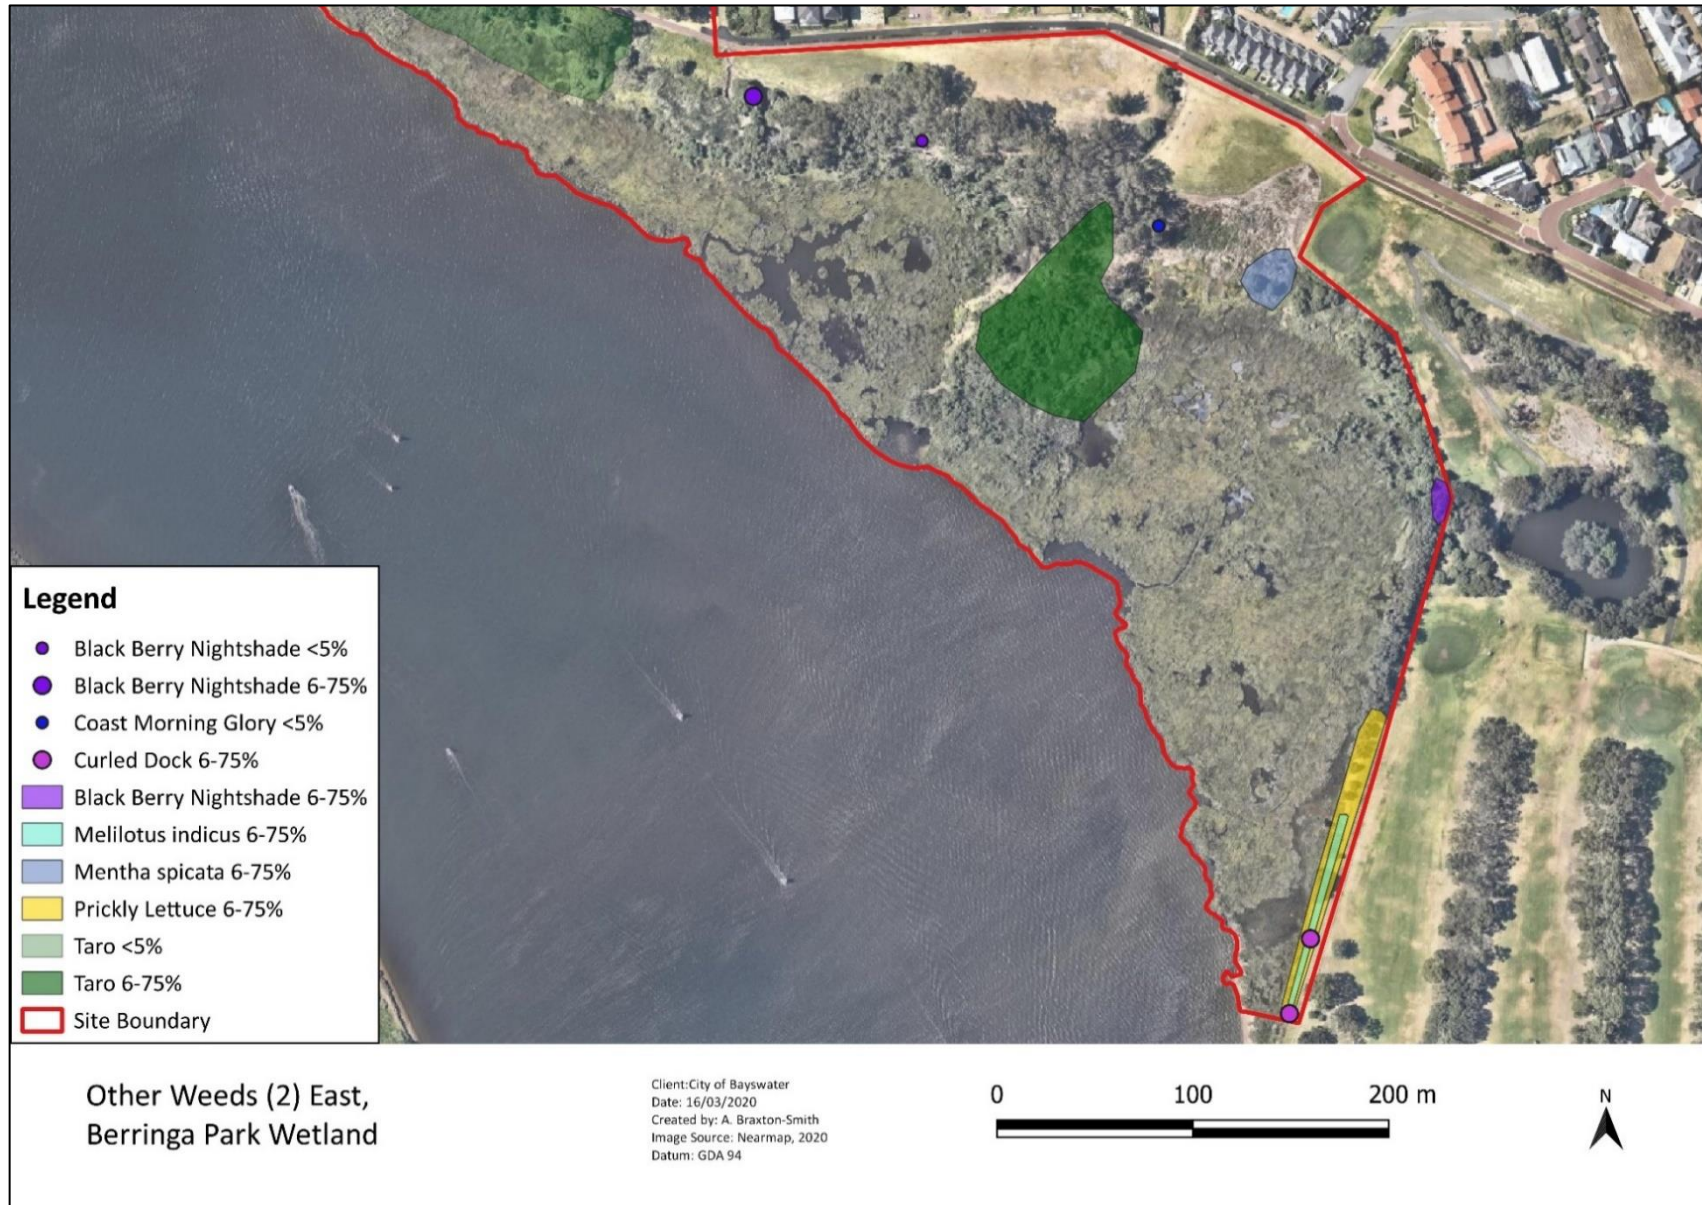 Legend
Black Berry Nightshade <5%
Black Berry Nightshade 6-75%
Coast Morning Glory <5%
Curled Dock 6-75%
Black Berry Nightshade 6-75%
Melilotus indicus 6-75%
Mentha spicata 6-75%
Prickly Lettuce 6-75%
Taro <5%
Taro 6-75%
Site Boundary
Other Weeds (2) East,
Berringa Park Wetland
Client:City of Bayswater
Date: 16/03/2020
Created by: A. Braxton-Smith
Image Source: Nearmap, 2020
Datum: GDA 94
0 100 200 m
N